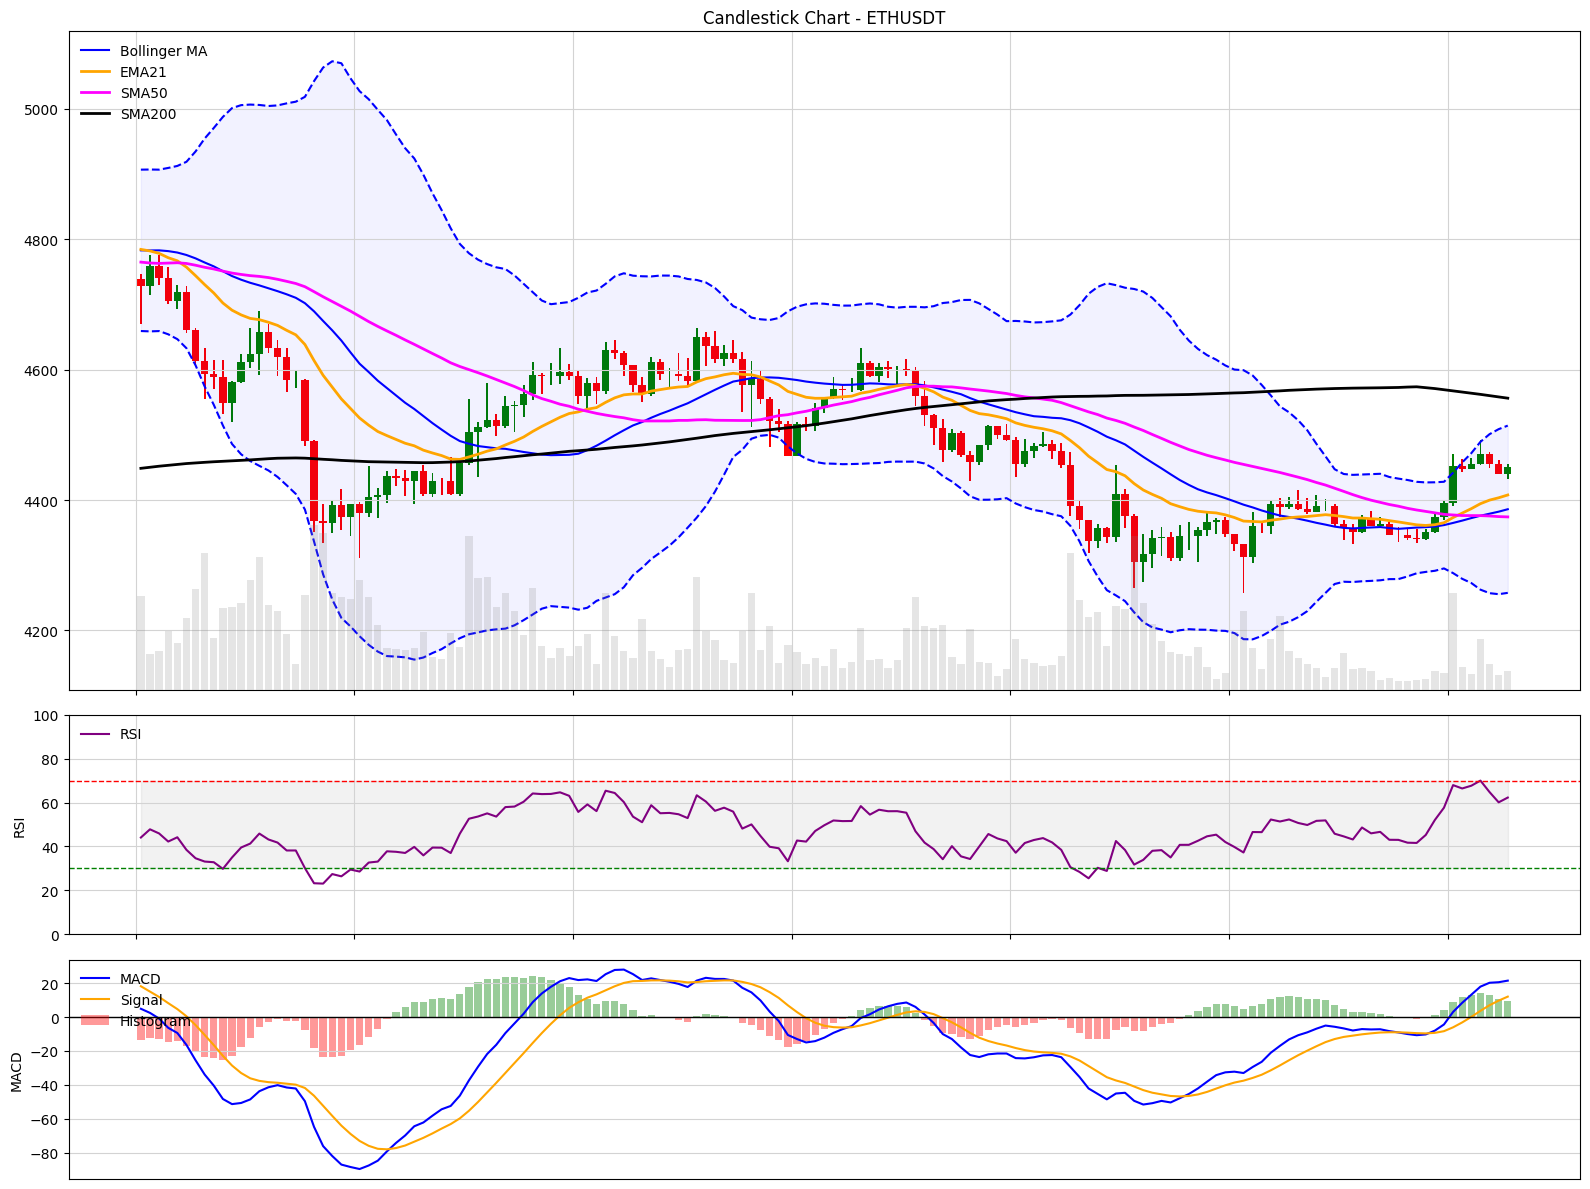 Candlestick Chart - ETHUSDT
Bollinger MA
EMA21
SMA50
SMA200
5000
4800
4600
4400
4200
100
80
60
40
20
0
RSI
RSI
20
0
−20
−40
−60
−80
MACD
MACD
Signal
Histogram